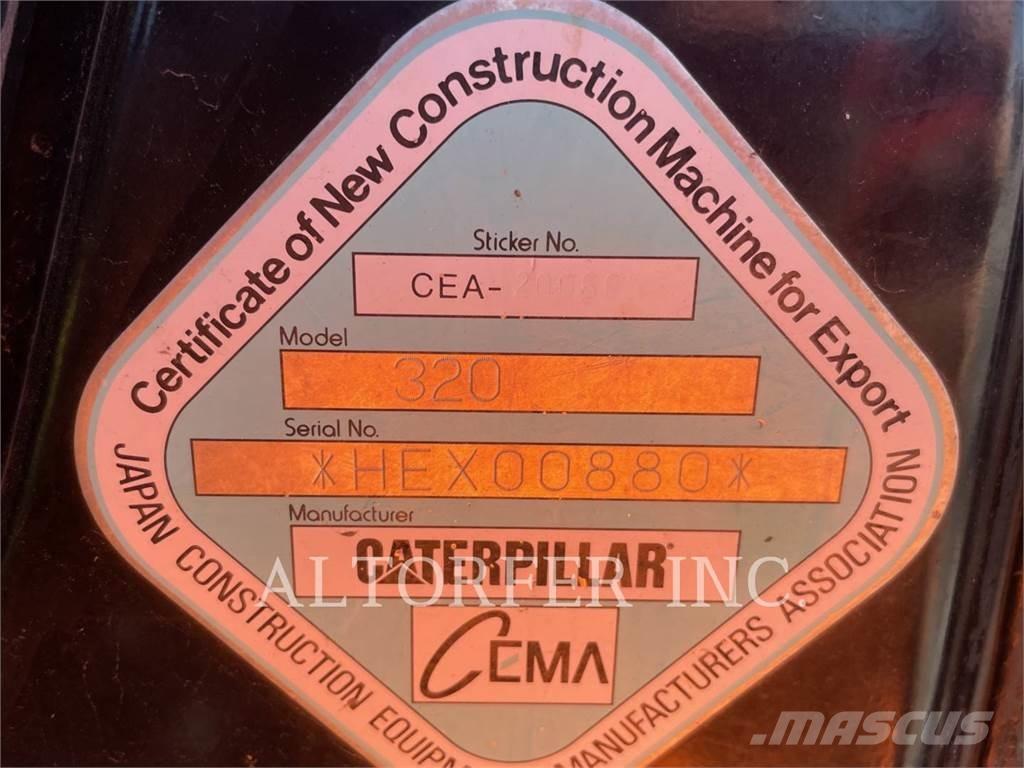 Certificate of New Construction Machine for Export
Sticker No.
CEA-
Model
320
Serial No.
*HEX00880*
Manufacturer
CATERPILLAR
ALTORFER INC.
CEMA
JAPAN CONSTRUCTION EQUIPM MANUFACTURERS ASSOCIATION
MASCUS